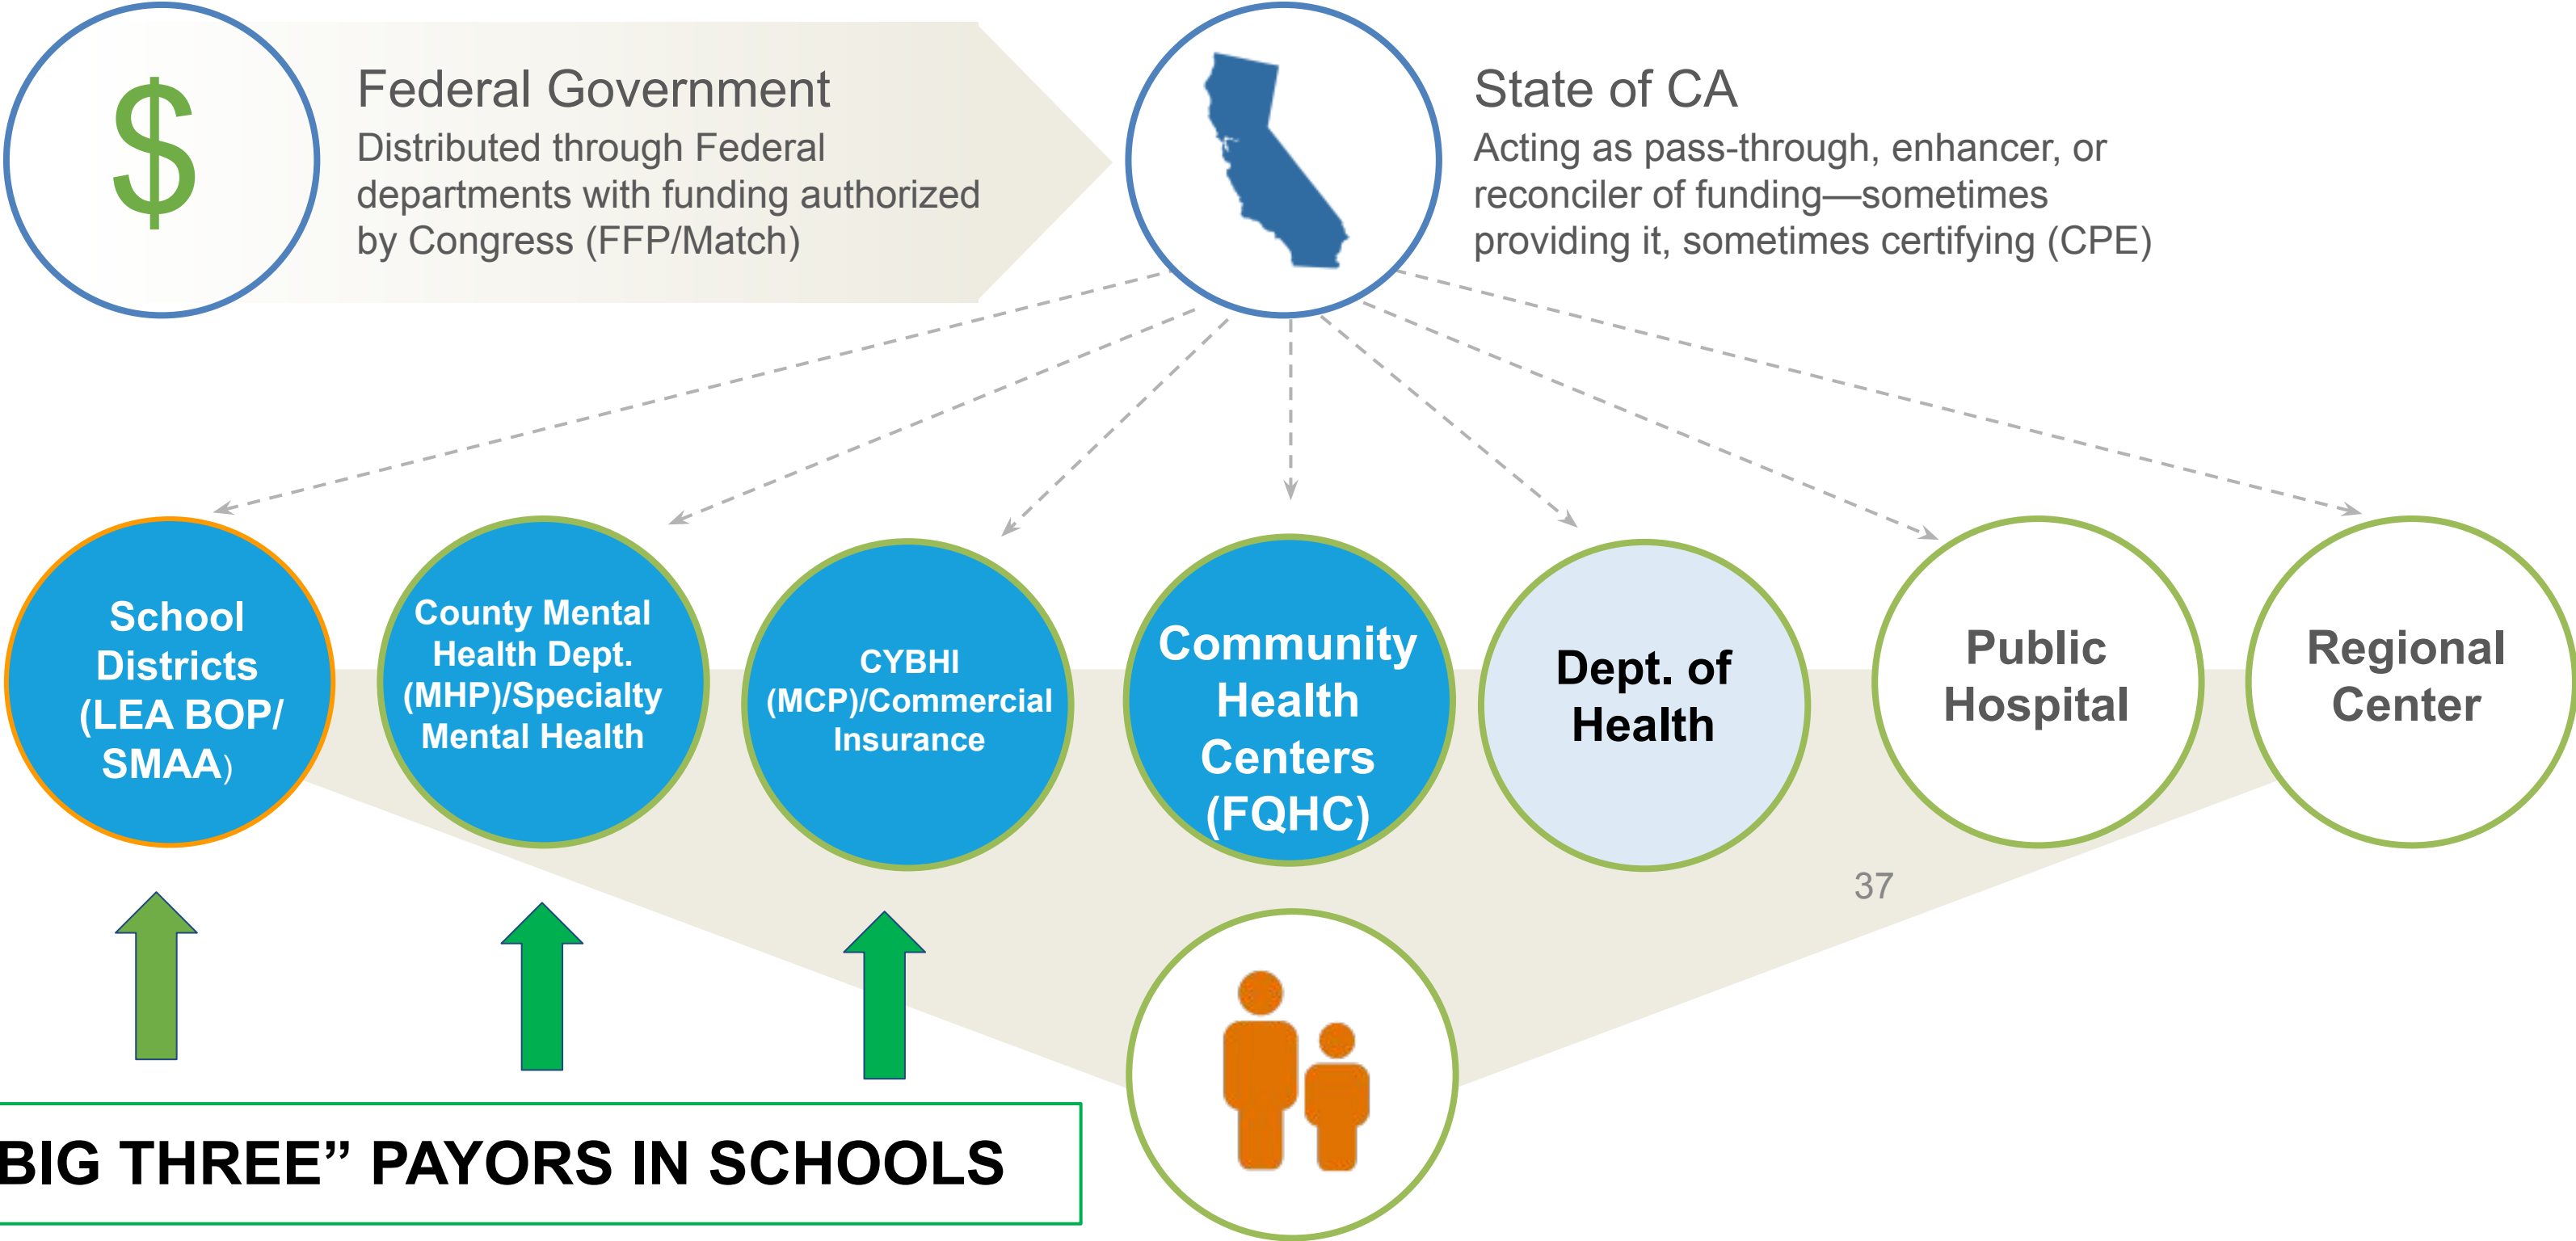 $
Federal Government
Distributed through Federal
departments with funding authorized
by Congress (FFP/Match)
State of CA
Acting as pass-through, enhancer, or
reconciler of funding—sometimes
providing it, sometimes certifying (CPE)
School
Districts
(LEA BOP/
SMAA)
County Mental
Health Dept.
(MHP)/Specialty
Mental Health
CYBHI
(MCP)/Commercial
Insurance
Community
Health
Centers
(FQHC)
Dept. of
Health
Public
Hospital
Regional
Center
37
BIG THREE” PAYORS IN SCHOOLS